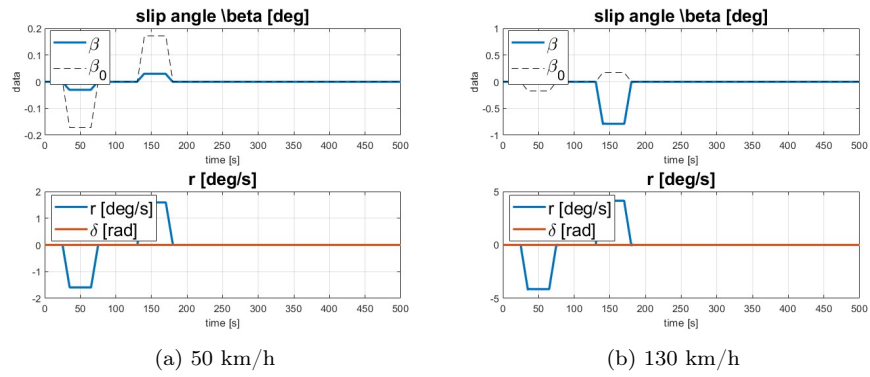 slip angle \beta [deg]
0.2
0.1
0
-0.1
-0.2
data
β
β0
0 50 100 150 200 250 300 350 400 450 500
time [s]
r [deg/s]
2
1
0
-1
-2
r [deg/s]
δ [rad]
0 50 100 150 200 250 300 350 400 450 500
time [s]
(a) 50 km/h
slip angle \beta [deg]
1
0.5
0
-0.5
-1
data
β
β0
0 50 100 150 200 250 300 350 400 450 500
time [s]
r [deg/s]
5
0
-5
r [deg/s]
δ [rad]
0 50 100 150 200 250 300 350 400 450 500
time [s]
(b) 130 km/h